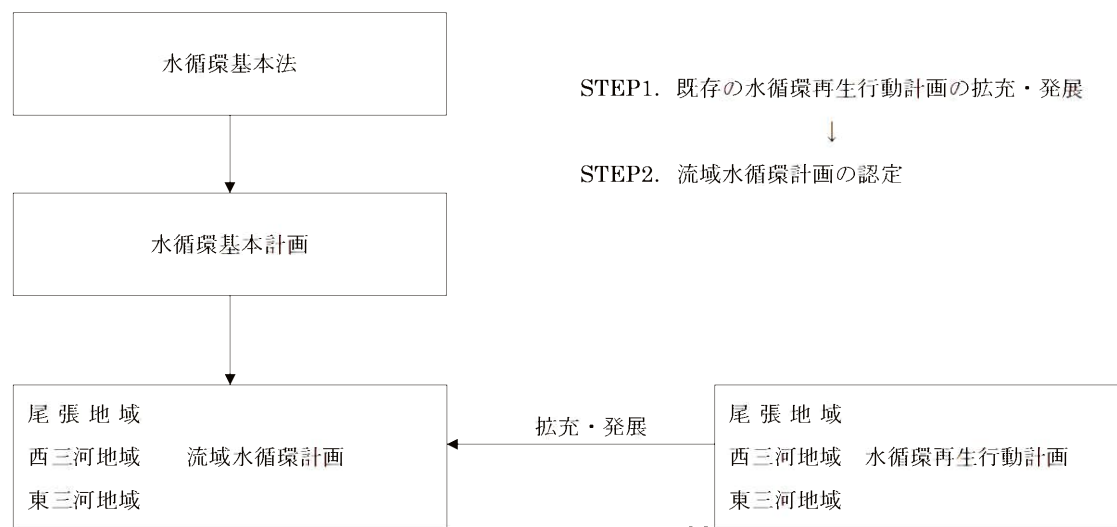 水循環基本法
STEP1. 既存の水循環再生行動計画の拡充・発展
↓
STEP2. 流域水循環計画の認定
水循環基本計画
尾張地域
西三河地域 流域水循環計画
東三河地域
拡充・発展
尾張地域
西三河地域 水循環再生行動計画
東三河地域